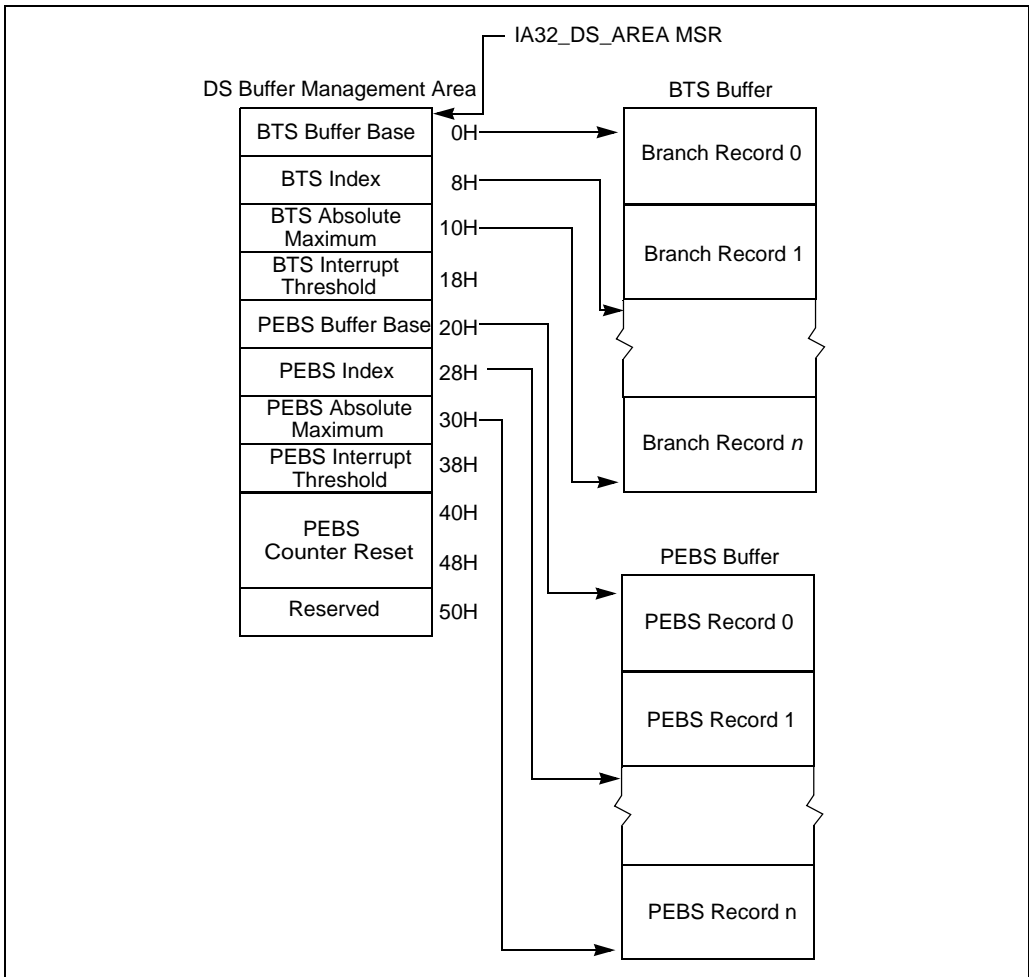 IA32_DS_AREA MSR
DS Buffer Management Area
BTS Buffer Base 0H
BTS Index 8H
BTS Absolute
Maximum 10H
BTS Interrupt
Threshold 18H
PEBS Buffer Base 20H
PEBS Index 28H
PEBS Absolute
Maximum 30H
PEBS Interrupt
Threshold 38H
40H
PEBS
Counter Reset
48H
Reserved 50H
BTS Buffer
Branch Record 0
Branch Record 1
Branch Record n
PEBS Buffer
PEBS Record 0
PEBS Record 1
PEBS Record n